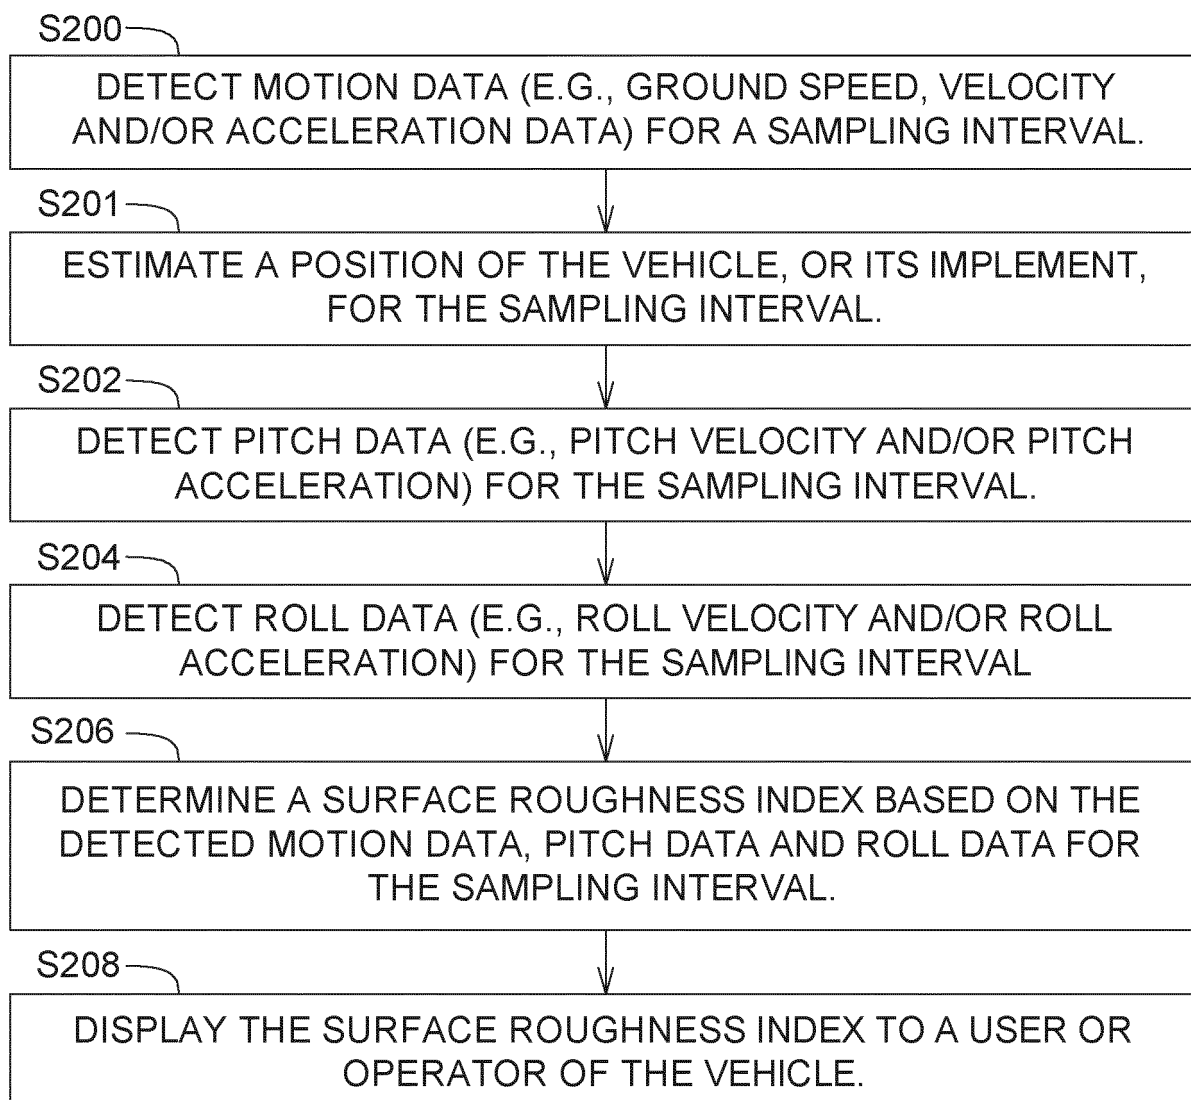 S200
DETECT MOTION DATA (E.G., GROUND SPEED, VELOCITY
AND/OR ACCELERATION DATA) FOR A SAMPLING INTERVAL.
S201
ESTIMATE A POSITION OF THE VEHICLE, OR ITS IMPLEMENT,
FOR THE SAMPLING INTERVAL.
S202
DETECT PITCH DATA (E.G., PITCH VELOCITY AND/OR PITCH
ACCELERATION) FOR THE SAMPLING INTERVAL.
S204
DETECT ROLL DATA (E.G., ROLL VELOCITY AND/OR ROLL
ACCELERATION) FOR THE SAMPLING INTERVAL
S206
DETERMINE A SURFACE ROUGHNESS INDEX BASED ON THE
DETECTED MOTION DATA, PITCH DATA AND ROLL DATA FOR
THE SAMPLING INTERVAL.
S208
DISPLAY THE SURFACE ROUGHNESS INDEX TO A USER OR
OPERATOR OF THE VEHICLE.